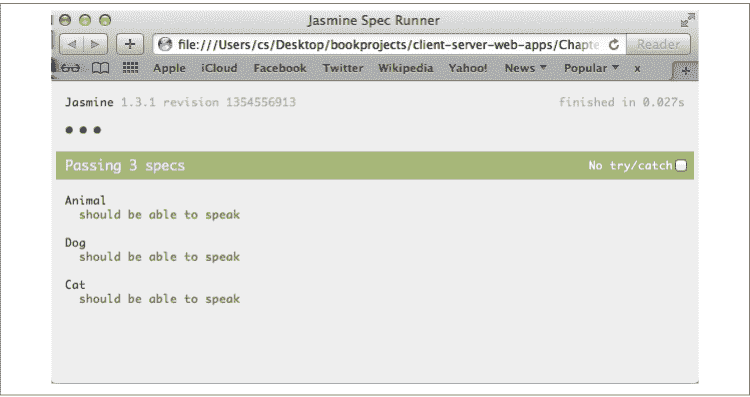 Jasmine Spec Runner
file:///Users/cs/Desktop/bookprojects/client-server-web-apps/Chapte
Reader
Apple iCloud Facebook Twitter Wikipedia Yahoo! News ▾ Popular ▾ x +
Jasmine 1.3.1 revision 1354556913 finished in 0.027s
Passing 3 specs No try/catch
Animal
should be able to speak
Dog
should be able to speak
Cat
should be able to speak